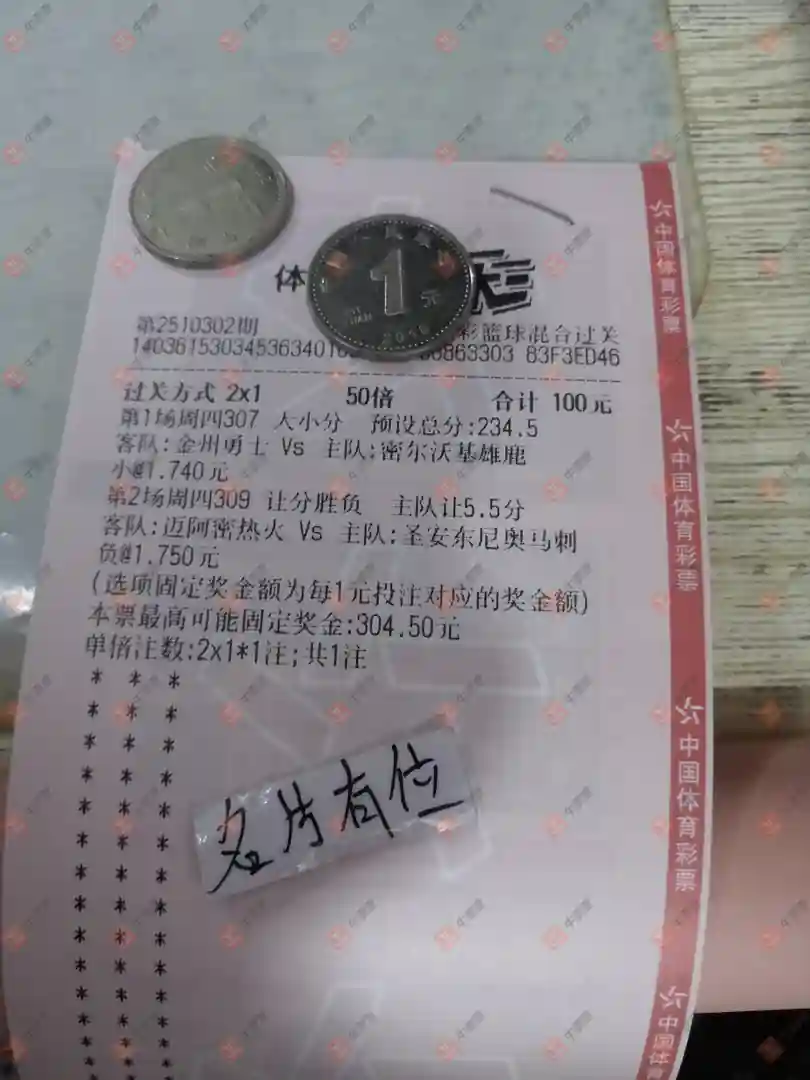 体
第2510302期
彩篮球混合过关
14036153034536340 863303 83F3ED46
过关方式 2x1 50倍 合计 100元
第1场周四307 大小分 预设总分:234.5
客队:金州勇士 Vs 主队:密尔沃基雄鹿
小@1.740元
第2场周四309 让分胜负 主队让5.5分
客队:迈阿密热火 Vs 主队:圣安东尼奥马刺
负@1.750元
(选项固定奖金额为每1元投注对应的奖金额)
本票最高可能固定奖金:304.50元
单倍注数:2x1*1注;共1注
* * *
* * *
* * *
* * *
* * *
* * *
* * *
* * *
* * *
* * *
* * *
* * *
* * *
名片有位
1
元
中国体育彩票
中国体育彩票
中国体育彩票
中国体育